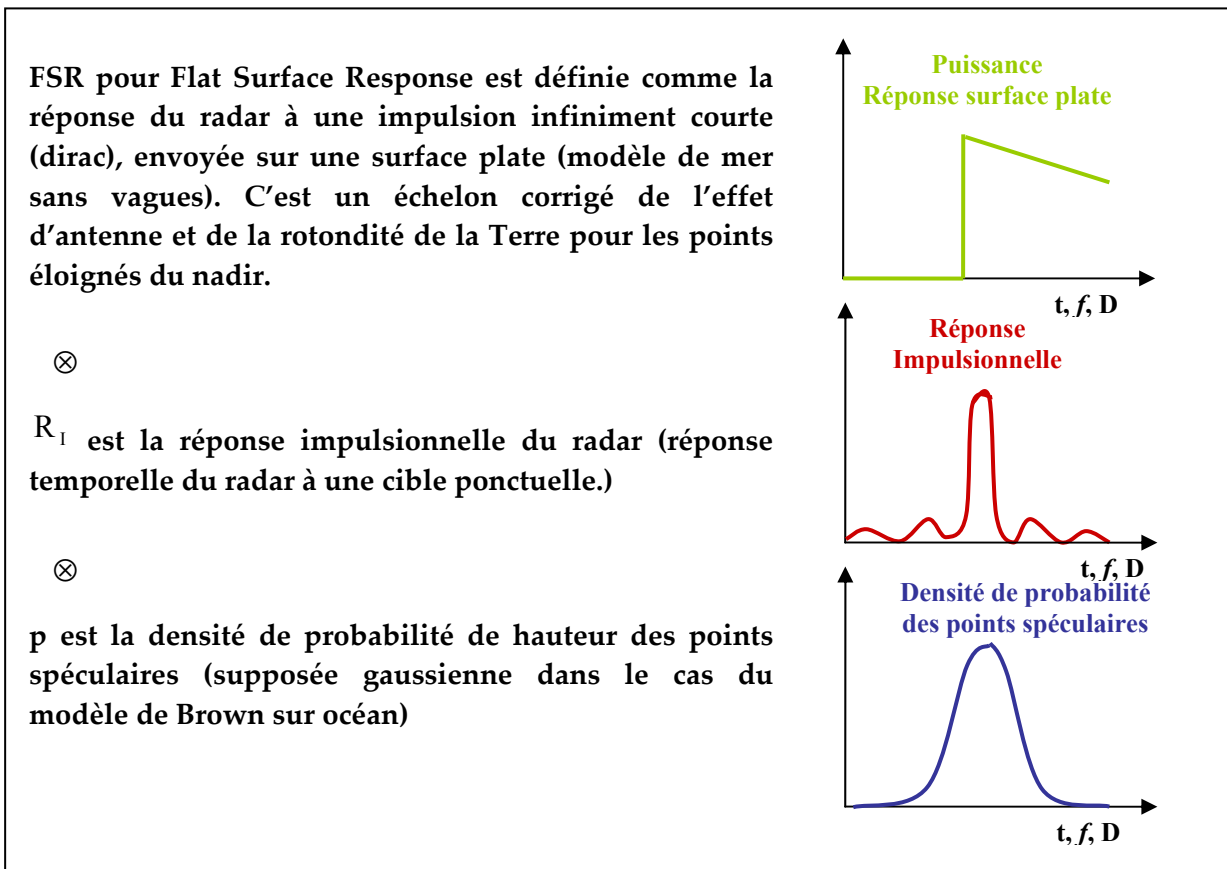 FSR pour Flat Surface Response est définie comme la
réponse du radar à une impulsion infiniment courte
(dirac), envoyée sur une surface plate (modèle de mer
sans vagues). C’est un échelon corrigé de l’effet
d’antenne et de la rotondité de la Terre pour les points
éloignés du nadir.
Puissance
Réponse surface plate
t, f, D
⊗
R I est la réponse impulsionnelle du radar (réponse
temporelle du radar à une cible ponctuelle.)
Réponse
Impulsionnelle
t, f, D
⊗
p est la densité de probabilité de hauteur des points
spéculaires (supposée gaussienne dans le cas du
modèle de Brown sur océan)
Densité de probabilité
des points spéculaires
t, f, D